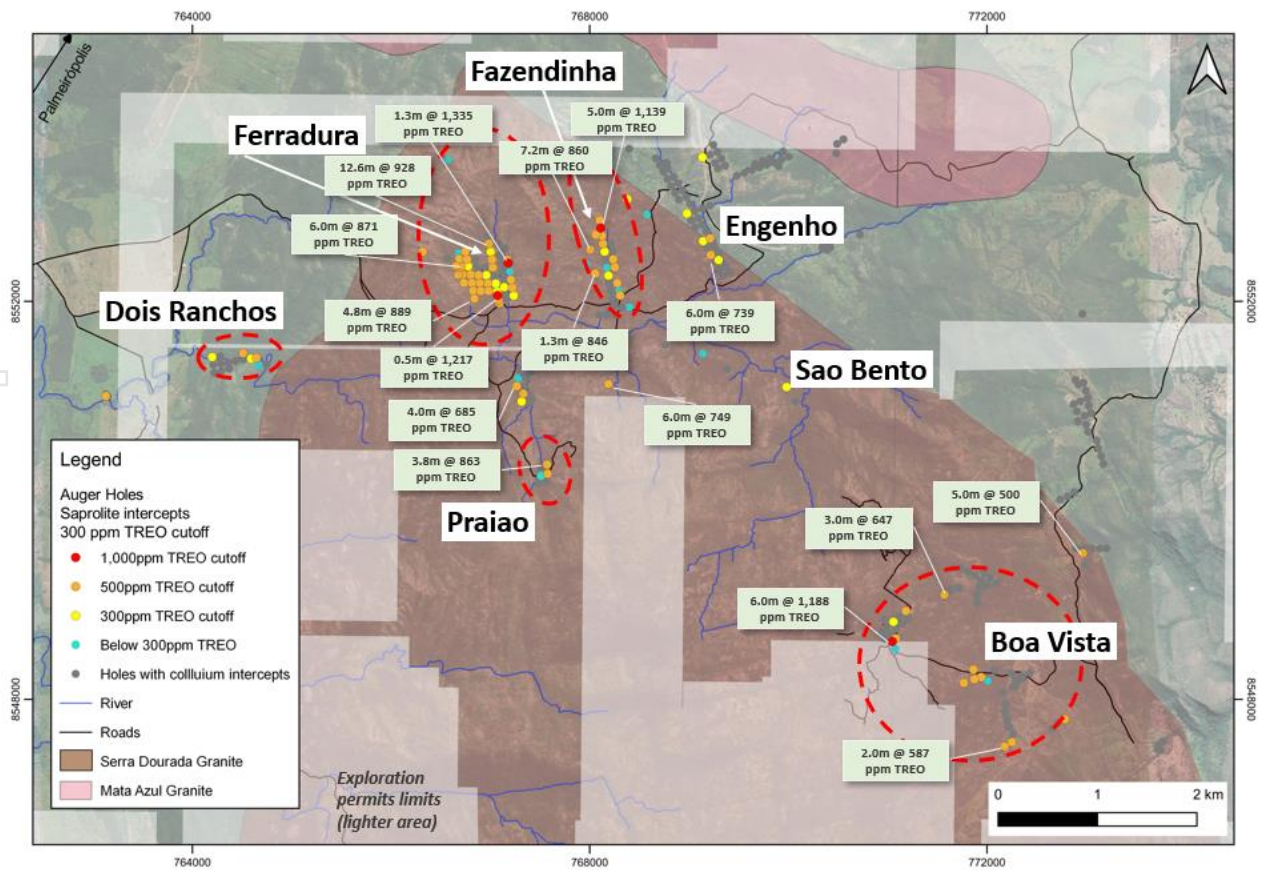 764000
768000
772000
Palmeirópolis
Fazendinha
1.3m @ 1,335
ppm TREO
5.0m @ 1,139
ppm TREO
Ferradura
7.2m @ 860
ppm TREO
12.6m @ 928
ppm TREO
6.0m @ 871
ppm TREO
Engenho
8552000
8552000
Dois Ranchos
4.8m @ 889
ppm TREO
1.3m @ 846
ppm TREO
6.0m @ 739
ppm TREO
0.5m @ 1,217
ppm TREO
Sao Bento
4.0m @ 685
ppm TREO
6.0m @ 749
ppm TREO
3.8m @ 863
ppm TREO
Praiao
5.0m @ 500
ppm TREO
3.0m @ 647
ppm TREO
6.0m @ 1,188
ppm TREO
Boa Vista
8548000
2.0m @ 587
ppm TREO
Legend
Auger Holes
Saprolite intercepts
300 ppm TREO cutoff
1,000ppm TREO cutoff
500ppm TREO cutoff
300ppm TREO cutoff
Below 300ppm TREO
Holes with collluium intercepts
River
Roads
Serra Dourada Granite
Mata Azul Granite
Exploration
permits limits
(lighter area)
0 1 2 km
764000
768000
772000